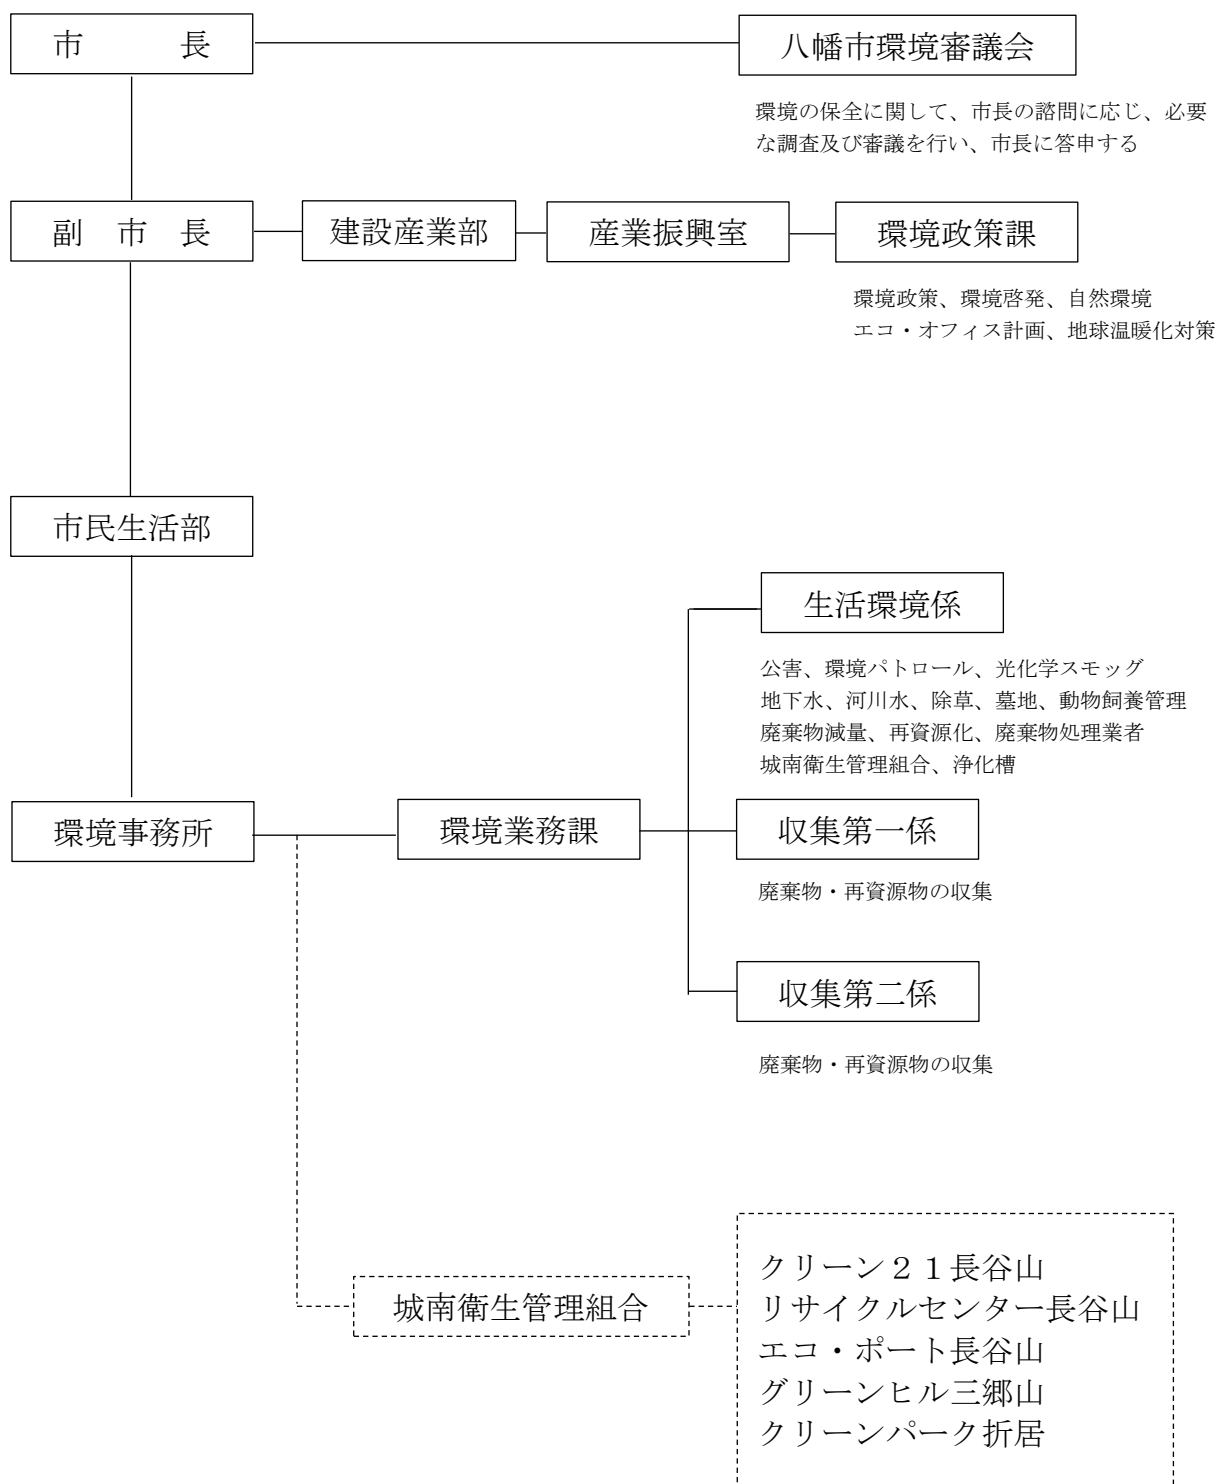 市　　　長
八幡市環境審議会
環境の保全に関して、市長の諮問に応じ、必要
な調査及び審議を行い、市長に答申する
副　市　長
建設産業部
産業振興室
環境政策課
環境政策、環境啓発、自然環境
エコ・オフィス計画、地球温暖化対策
市民生活部
生活環境係
公害、環境パトロール、光化学スモッグ
地下水、河川水、除草、墓地、動物飼養管理
廃棄物減量、再資源化、廃棄物処理業者
城南衛生管理組合、浄化槽
環境事務所
環境業務課
収集第一係
廃棄物・再資源物の収集
収集第二係
廃棄物・再資源物の収集
城南衛生管理組合
クリーン２１長谷山
リサイクルセンター長谷山
エコ・ポート長谷山
グリーンヒル三郷山
クリーンパーク折居